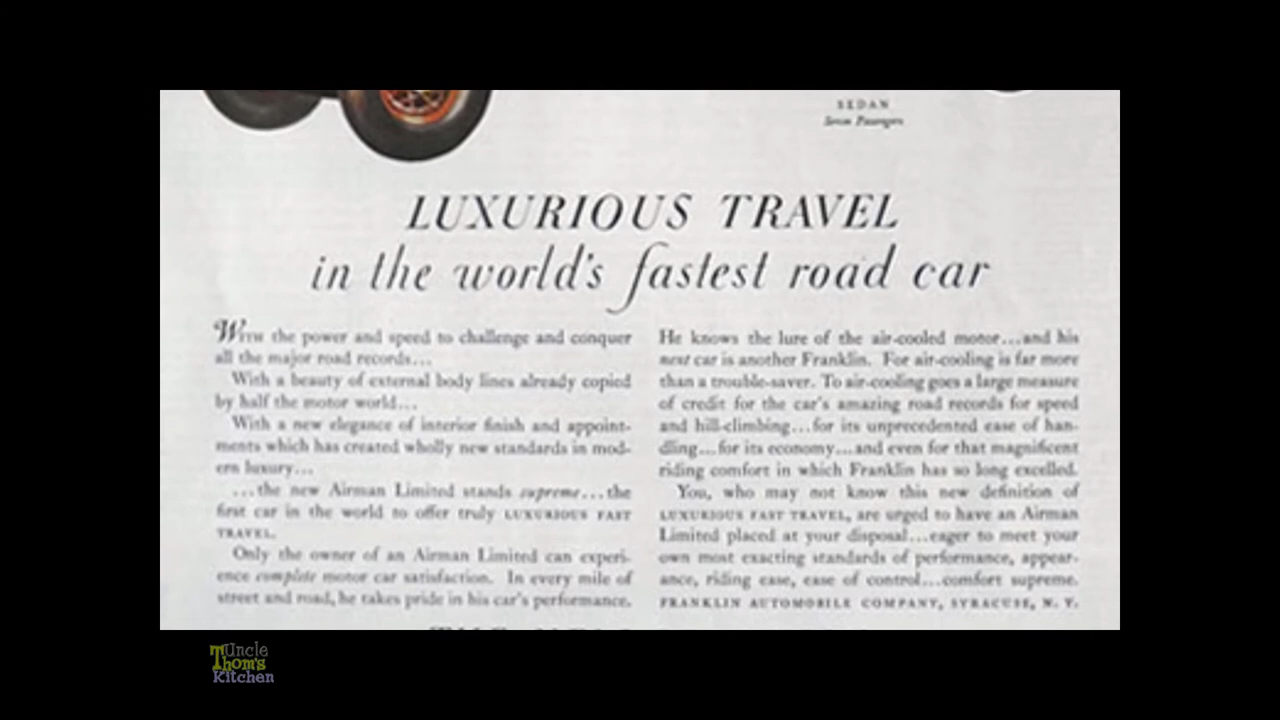 SEDAN
Seven Passengers
LUXURIOUS TRAVEL
in the world's fastest road car
With the power and speed to challenge and conquer
all the major road records...
With a beauty of external body lines already copied
by half the motor world...
With a new elegance of interior finish and appoint-
ments which has created wholly new standards in mod-
ern luxury...
...the new Airman Limited stands supreme...the
first car in the world to offer truly LUXURIOUS FAST
TRAVEL.
Only the owner of an Airman Limited can experi-
ence complete motor car satisfaction. In every mile of
street and road, he takes pride in his car's performance.
He knows the lure of the air-cooled motor...and his
next car is another Franklin. For air-cooling is far more
than a trouble-saver. To air-cooling goes a large measure
of credit for the car's amazing road records for speed
and hill-climbing...for its unprecedented ease of han-
dling...for its economy...and even for that magnificent
riding comfort in which Franklin has so long excelled.
You, who may not know this new definition of
LUXURIOUS FAST TRAVEL, are urged to have an Airman
Limited placed at your disposal...eager to meet your
own most exacting standards of performance, appear-
ance, riding ease, ease of control...comfort supreme.
FRANKLIN AUTOMOBILE COMPANY, SYRACUSE, N. Y.
Uncle
Thom's
Kitchen